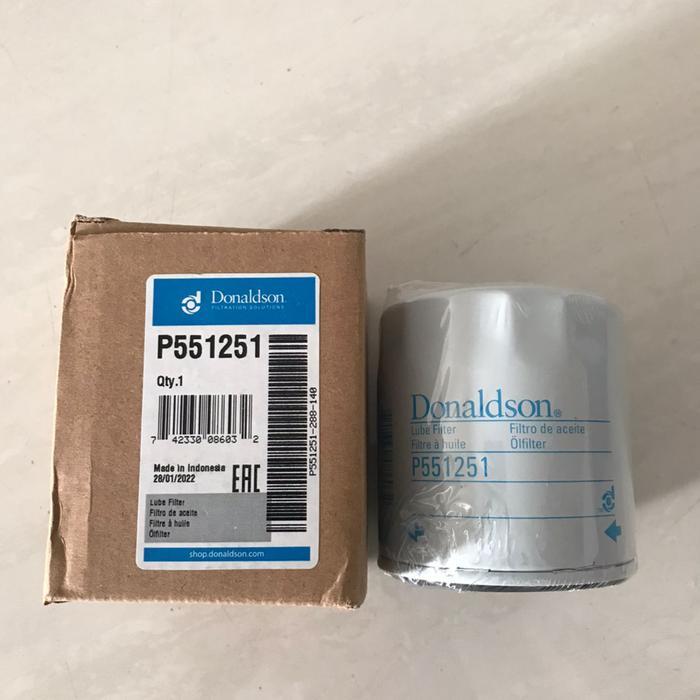 Donaldson
FILTRATION SOLUTIONS
P551251
Qty.1
7 42330 08603 2
P551251-288-140
Made in Indonesia
28/01/2022
EAC
Lube Filter
Filtro de aceite
Filtre à huile
Ölfilter
shop.donaldson.com
Donaldson®
Lube Filter Filtro de aceite
Filtre à huile Ölfilter
P551251